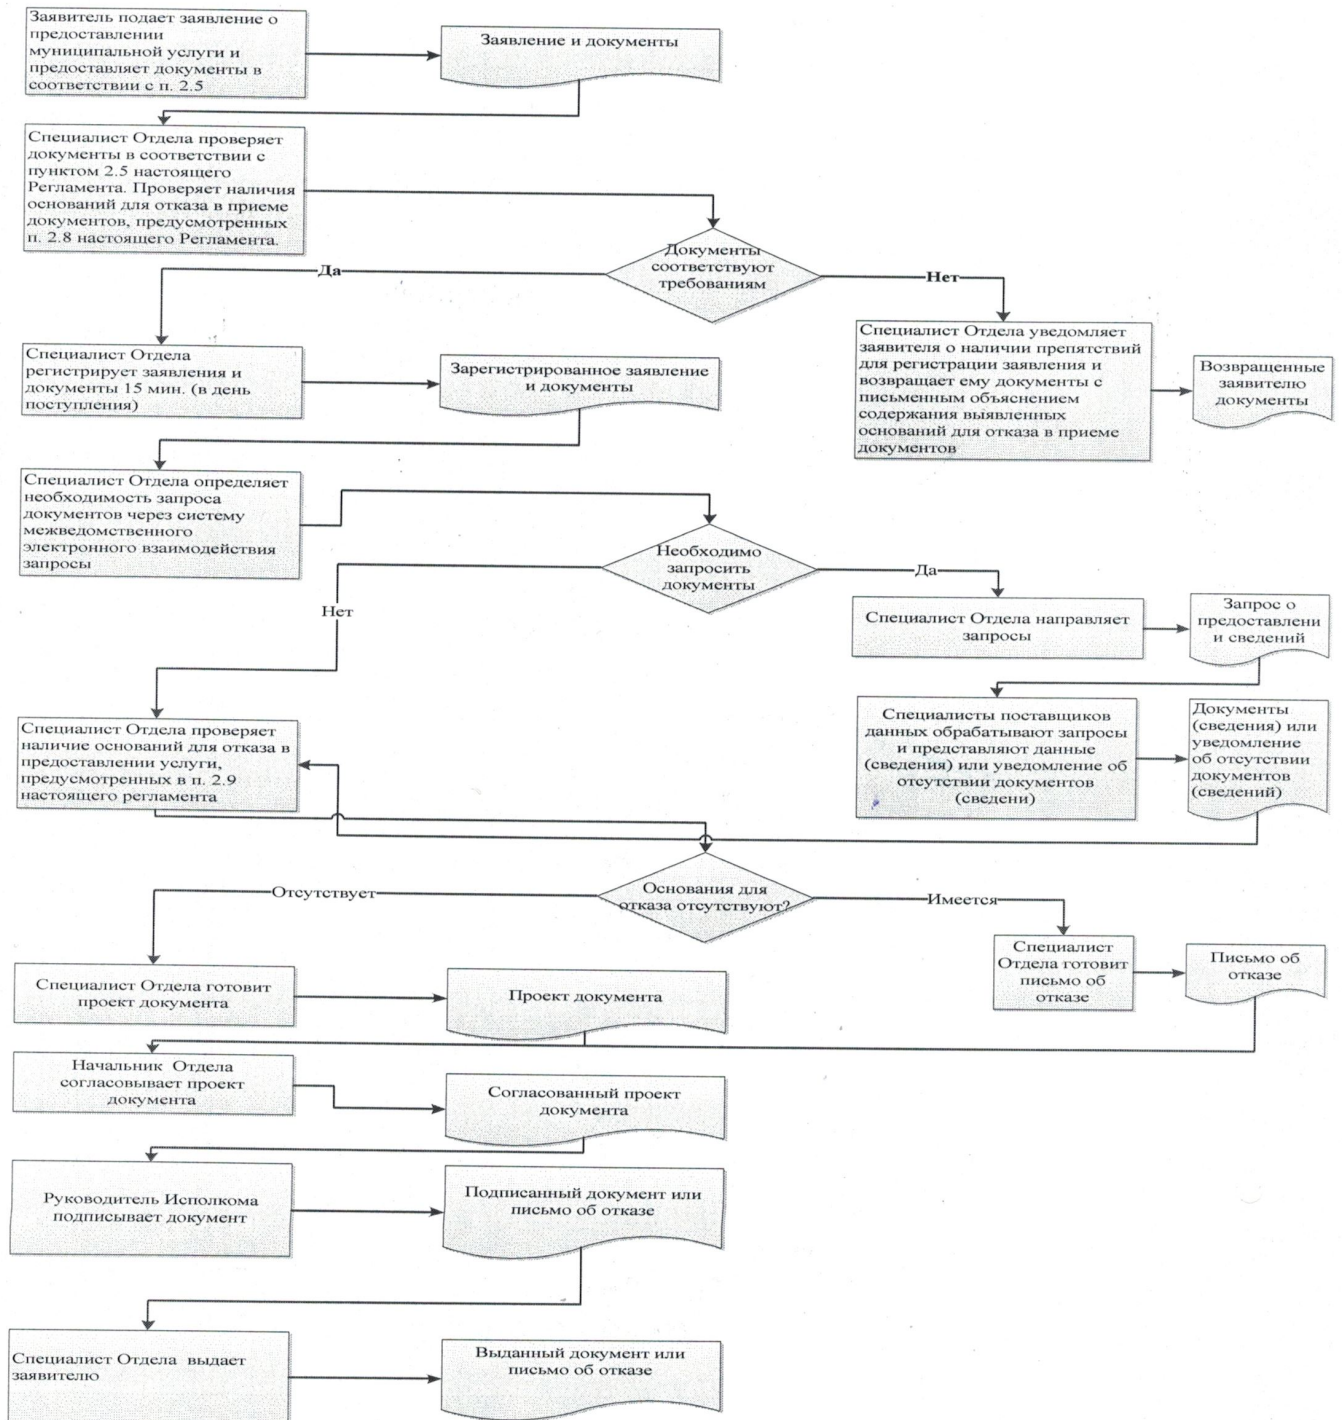 Заявитель подает заявление о
предоставлении
муниципальной услуги и
предоставляет документы в
соответствии с п. 2.5
Заявление и документы
Специалист Отдела проверяет
документы в соответствии с
пунктом 2.5 настоящего
Регламента. Проверяет наличия
оснований для отказа в приеме
документов, предусмотренных
п. 2.8 настоящего Регламента.
Документы
соответствуют
требованиям
Да
Нет
Специалист Отдела
регистрирует заявления и
документы 15 мин. (в день
поступления)
Зарегистрированное заявление
и документы
Специалист Отдела уведомляет
заявителя о наличии препятствий
для регистрации заявления и
возвращает ему документы с
письменным объяснением
содержания выявленных
оснований для отказа в приеме
документов
Возвращенные
заявителю
документы
Специалист Отдела определяет
необходимость запроса
документов через систему
межведомственного
электронного взаимодействия
запросы
Необходимо
запросить
документы
Нет
Да
Специалист Отдела направляет
запросы
Запрос о
предоставлени
и сведений
Специалист Отдела проверяет
наличие оснований для отказа в
предоставлении услуги,
предусмотренных в п. 2.9
настоящего регламента
Специалисты поставщиков
данных обрабатывают запросы
и представляют данные
(сведения) или уведомление об
отсутствии документов
(сведени)
Документы
(сведения) или
уведомление
об отсутствии
документов
(сведений)
Основания для
отказа отсутствуют?
Отсутствует
Имеется
Специалист Отдела готовит
проект документа
Проект документа
Специалист
Отдела готовит
письмо об
отказе
Письмо об
отказе
Начальник Отдела
согласовывает проект
документа
Согласованный проект
документа
Руководитель Исполкома
подписывает документ
Подписанный документ или
письмо об отказе
Специалист Отдела выдает
заявителю
Выданный документ или
письмо об отказе